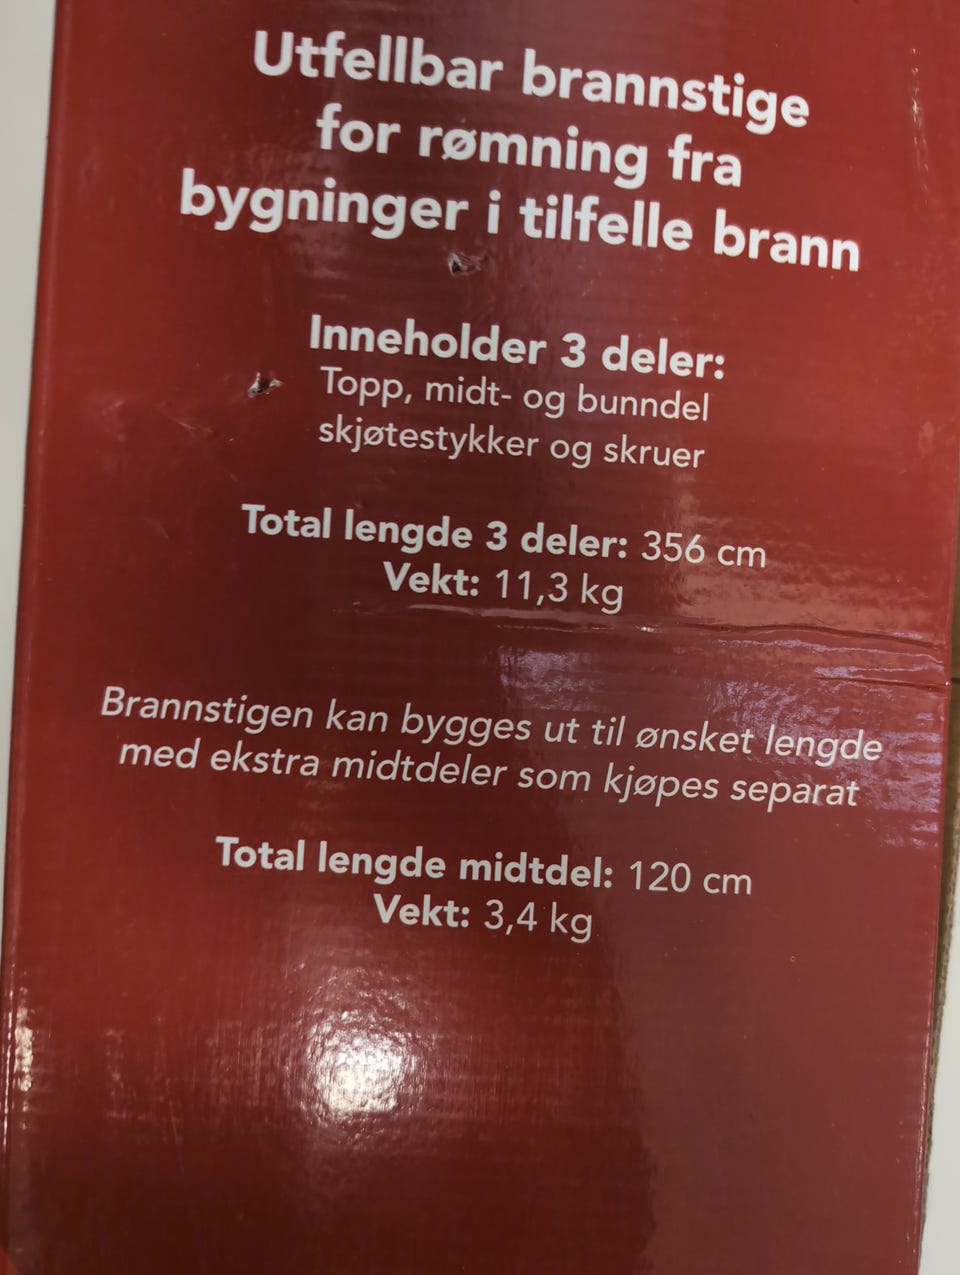 Utfellbar brannstige
for rømning fra
bygninger i tilfelle brann
Inneholder 3 deler:
Topp, midt- og bunndel
skjøtestykker og skruer
Total lengde 3 deler: 356 cm
Vekt: 11,3 kg
Brannstigen kan bygges ut til ønsket lengde
med ekstra midtdeler som kjøpes separat
Total lengde midtdel: 120 cm
Vekt: 3,4 kg